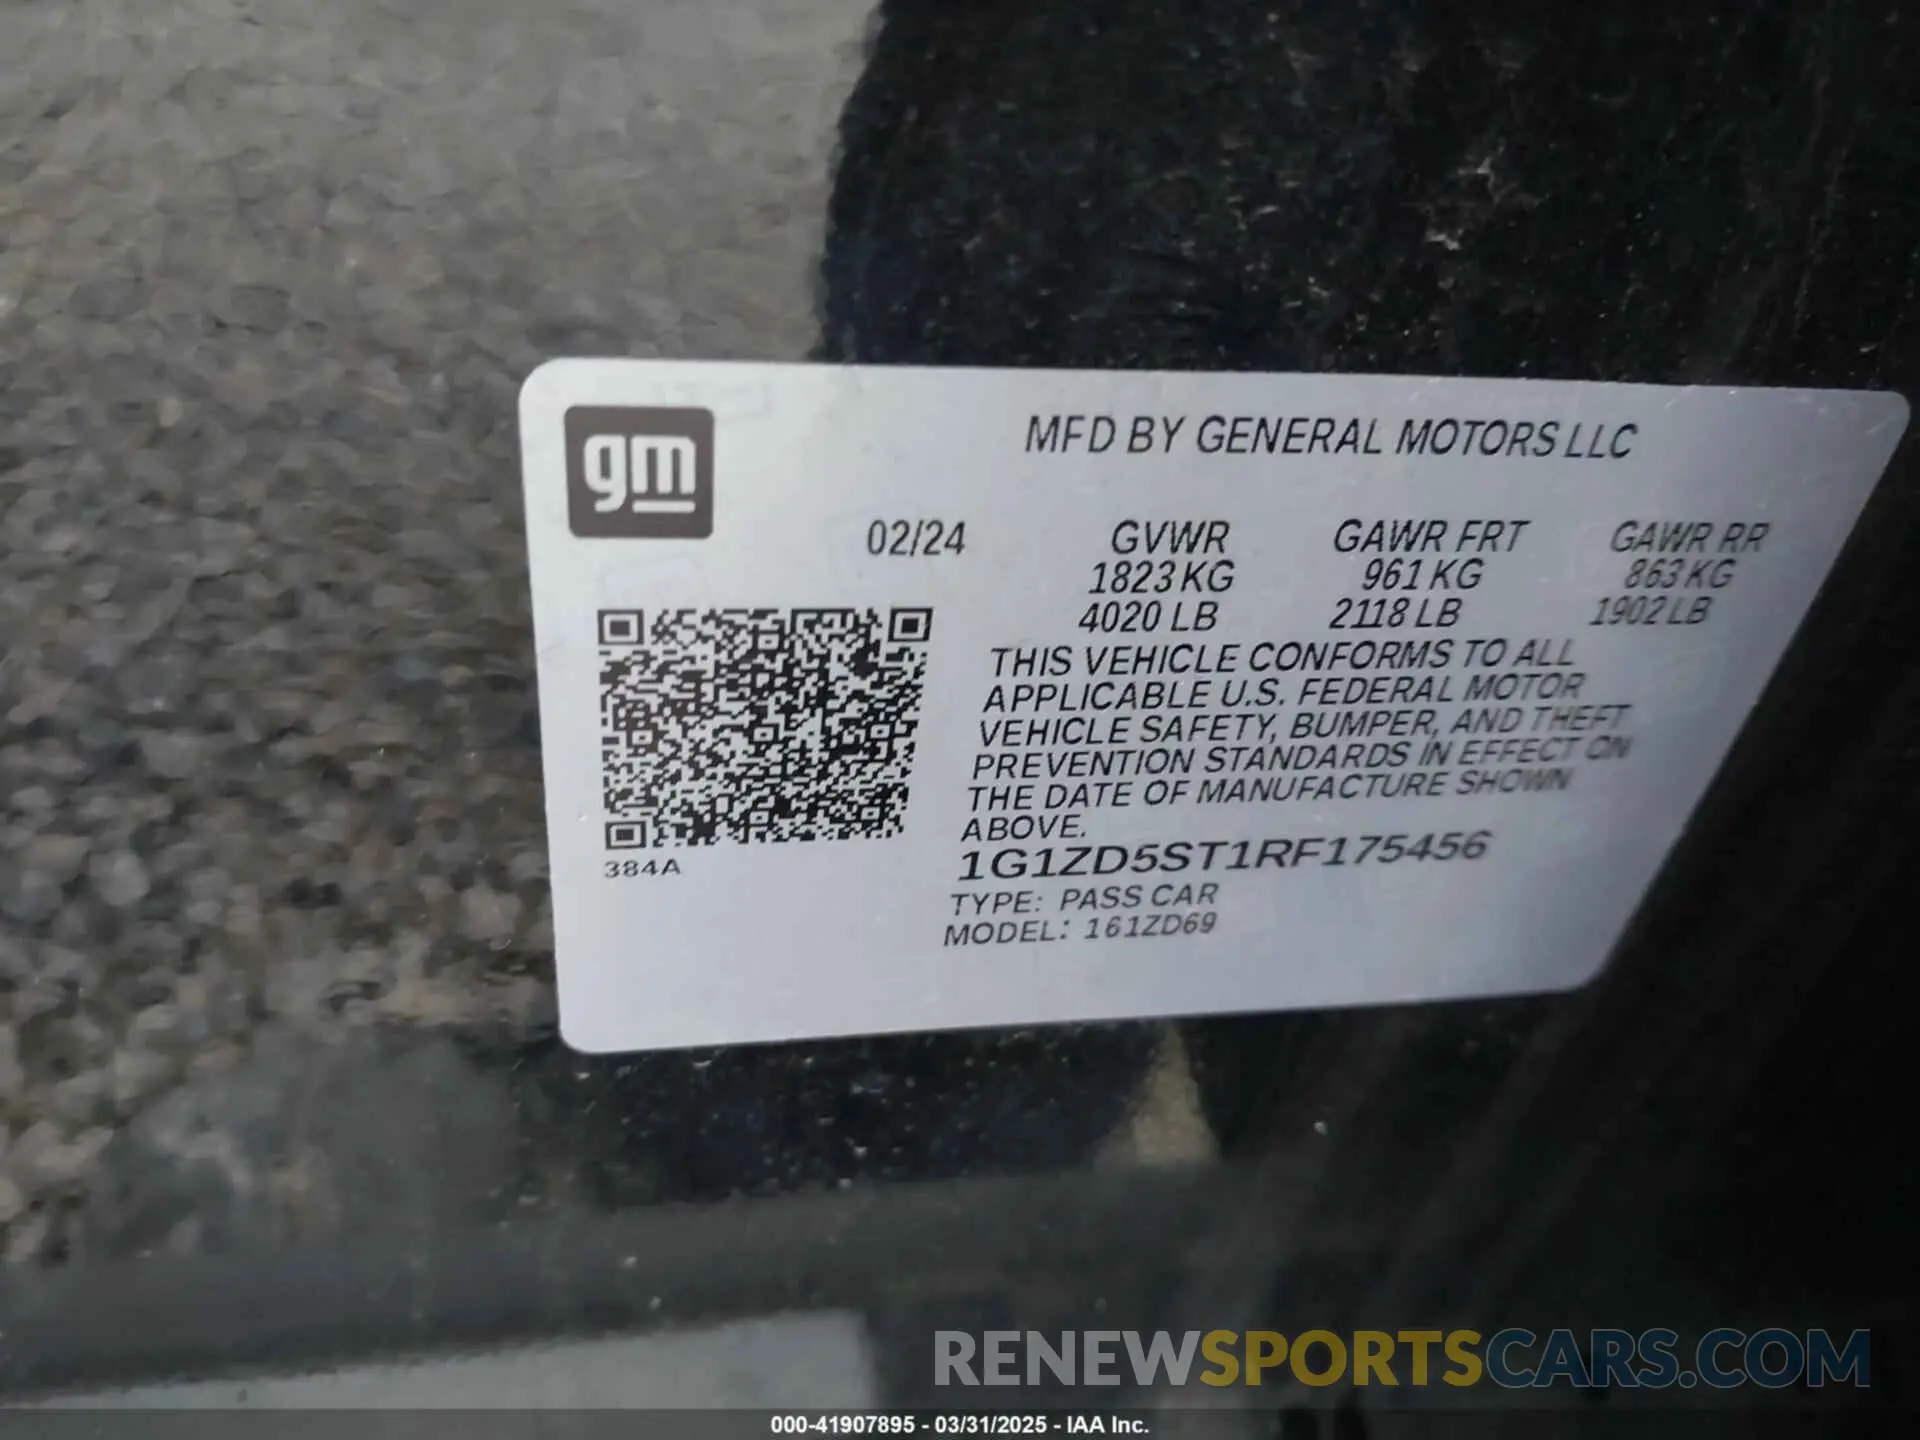 gm
MFD BY GENERAL MOTORS LLC
02/24 GVWR GAWR FRT GAWR RR
1823 KG 961 KG 863 KG
4020 LB 2118 LB 1902 LB
THIS VEHICLE CONFORMS TO ALL
APPLICABLE U.S. FEDERAL MOTOR
VEHICLE SAFETY, BUMPER, AND THEFT
PREVENTION STANDARDS IN EFFECT ON
THE DATE OF MANUFACTURE SHOWN
ABOVE.
384A
1G1ZD5ST1RF175456
TYPE: PASS CAR
MODEL: 161ZD69
RENEWSPORTSCARS.COM
000-41907895 - 03/31/2025 - IAA Inc.